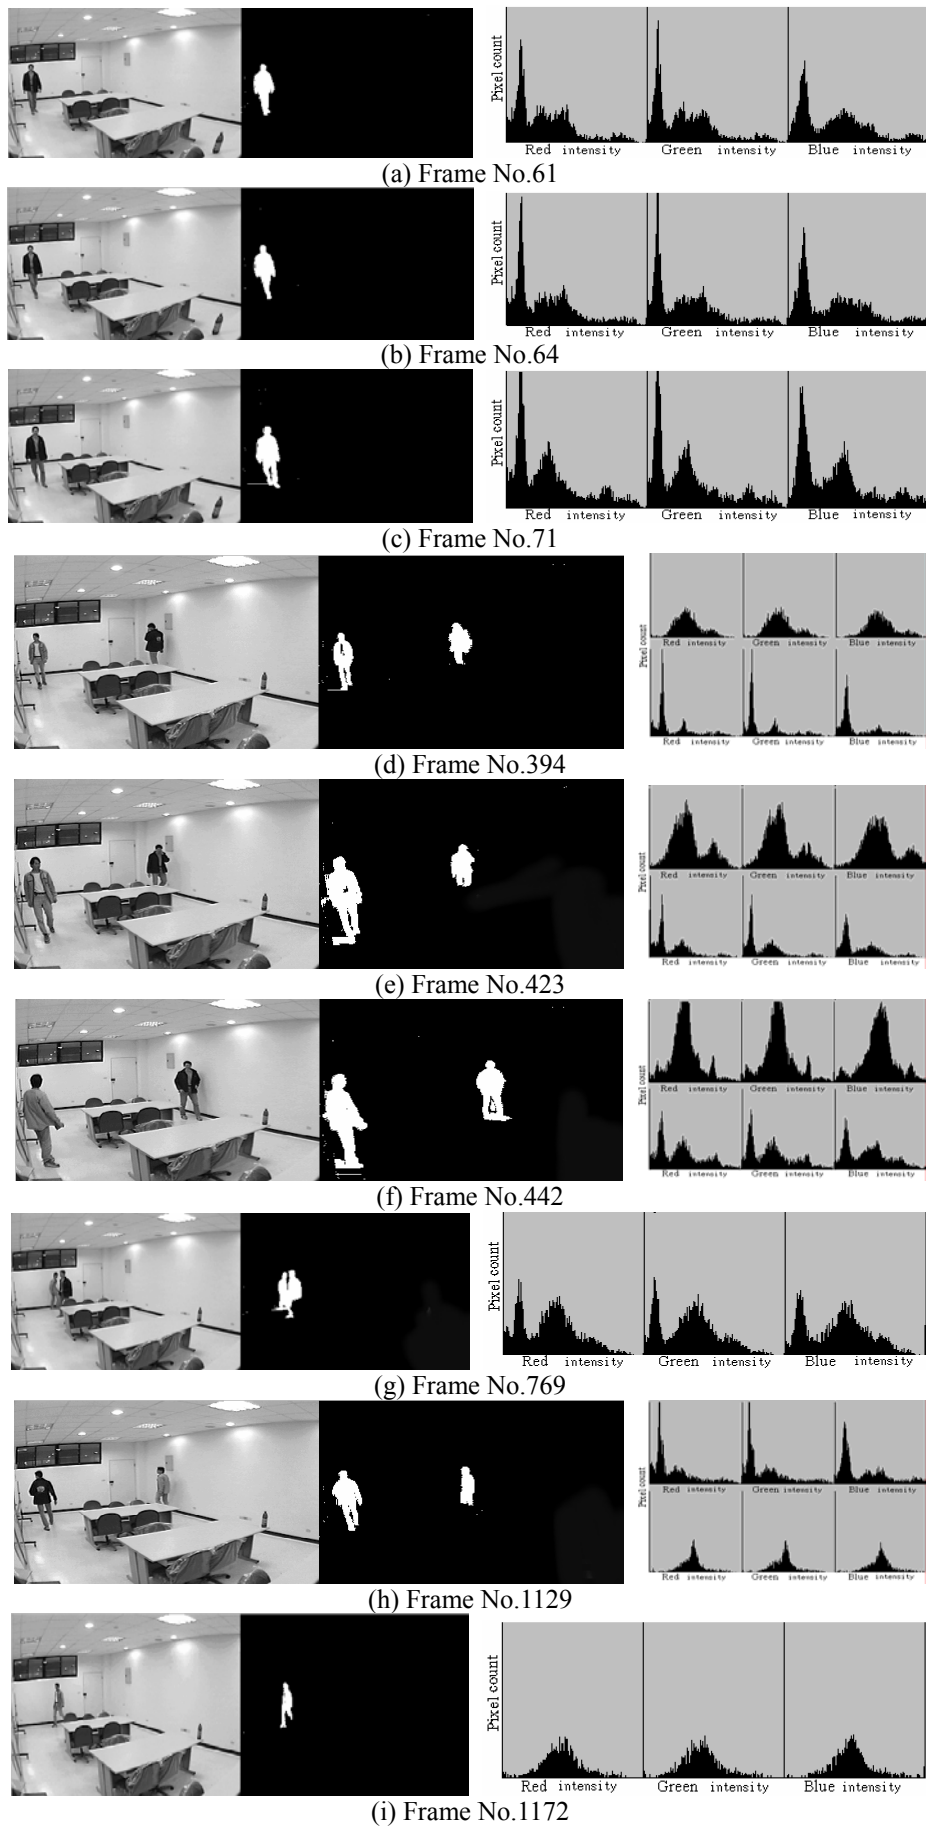 Pixel count
Red intensity Green intensity Blue intensity
(a) Frame No.61
Pixel count
Red intensity Green intensity Blue intensity
(b) Frame No.64
Pixel count
Red intensity Green intensity Blue intensity
(c) Frame No.71
Pixel count
Red intensity Green intensity Blue intensity
Red intensity Green intensity Blue intensity
(d) Frame No.394
Pixel count
Red intensity Green intensity Blue intensity
Red intensity Green intensity Blue intensity
(e) Frame No.423
Pixel count
Red intensity Green intensity Blue intensity
Red intensity Green intensity Blue intensity
(f) Frame No.442
Pixel count
Red intensity Green intensity Blue intensity
(g) Frame No.769
Pixel count
Red intensity Green intensity Blue intensity
Red intensity Green intensity Blue intensity
(h) Frame No.1129
Pixel count
Red intensity Green intensity Blue intensity
(i) Frame No.1172